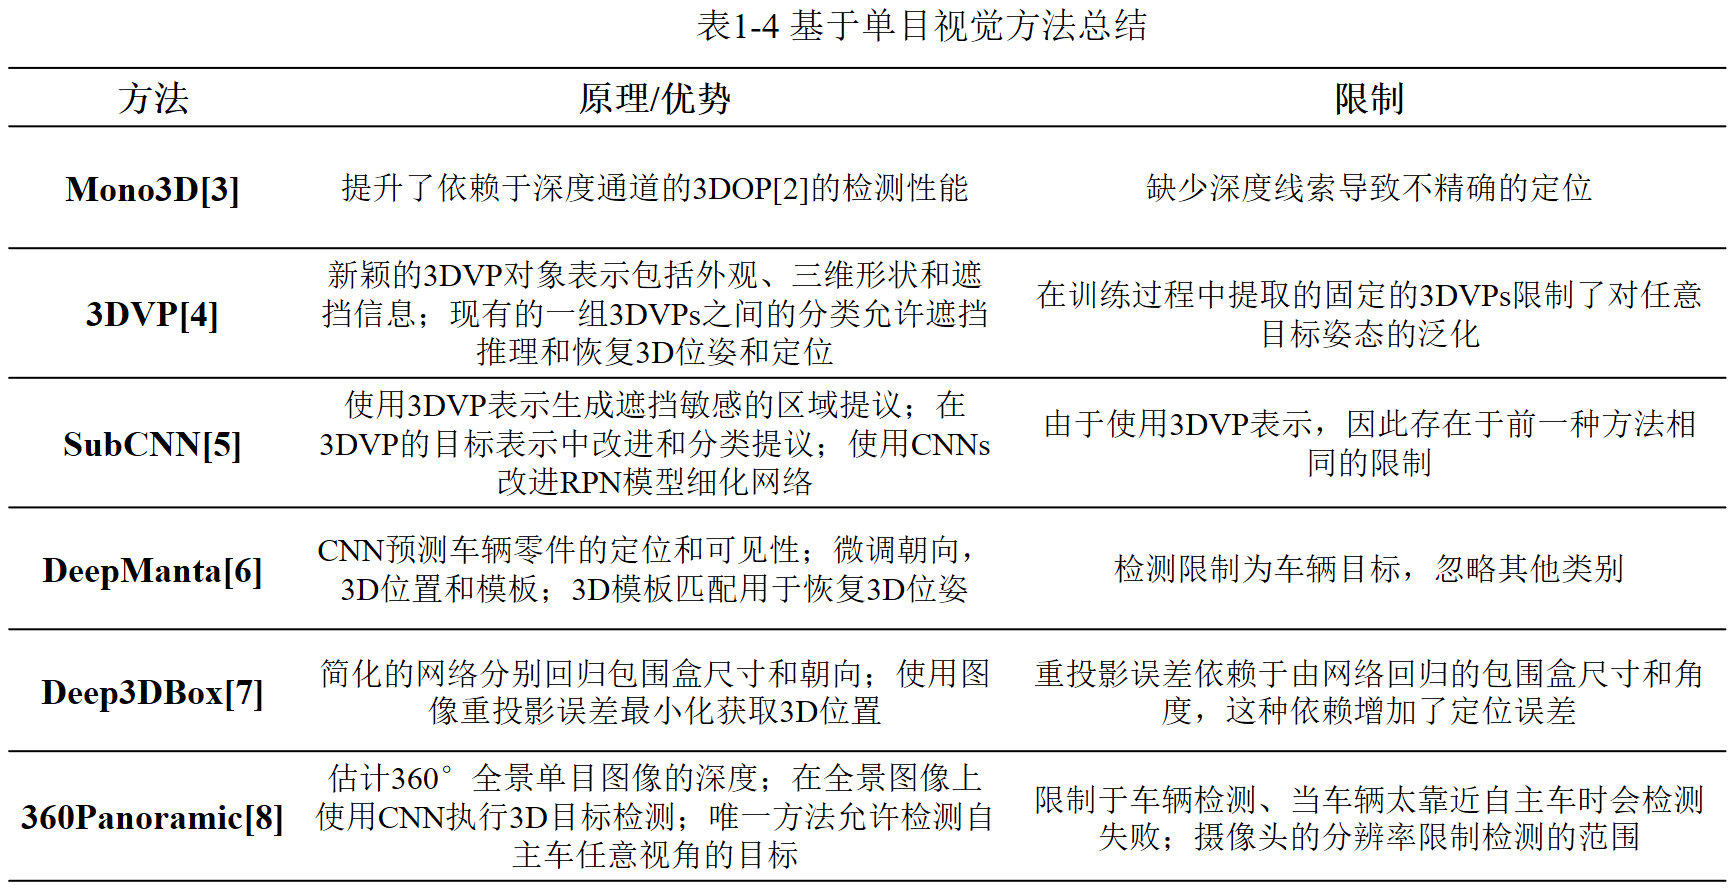 表1-4 基于单目视觉方法总结
方法 原理/优势 限制
Mono3D[3] 提升了依赖于深度通道的3DOP[2]的检测性能 缺少深度线索导致不精确的定位
新颖的3DVP对象表示包括外观、三维形状和遮
挡信息；现有的一组3DVPs之间的分类允许遮挡
推理和恢复3D位姿和定位
3DVP[4]
在训练过程中提取的固定的3DVPs限制了对任意
目标姿态的泛化
使用3DVP表示生成遮挡敏感的区域提议；在
3DVP的目标表示中改进和分类提议；使用CNNs
改进RPN模型细化网络
SubCNN[5]
由于使用3DVP表示，因此存在于前一种方法相
同的限制
DeepManta[6]
CNN预测车辆零件的定位和可见性；微调朝向，
3D位置和模板；3D模板匹配用于恢复3D位姿
检测限制为车辆目标，忽略其他类别
Deep3DBox[7]
简化的网络分别回归包围盒尺寸和朝向；使用图
像重投影误差最小化获取3D位置
重投影误差依赖于由网络回归的包围盒尺寸和角
度，这种依赖增加了定位误差
360Panoramic[8]
估计360°全景单目图像的深度；在全景图像上
使用CNN执行3D目标检测；唯一方法允许检测自
主车任意视角的目标
限制于车辆检测、当车辆太靠近自主车时会检测
失败；摄像头的分辨率限制检测的范围